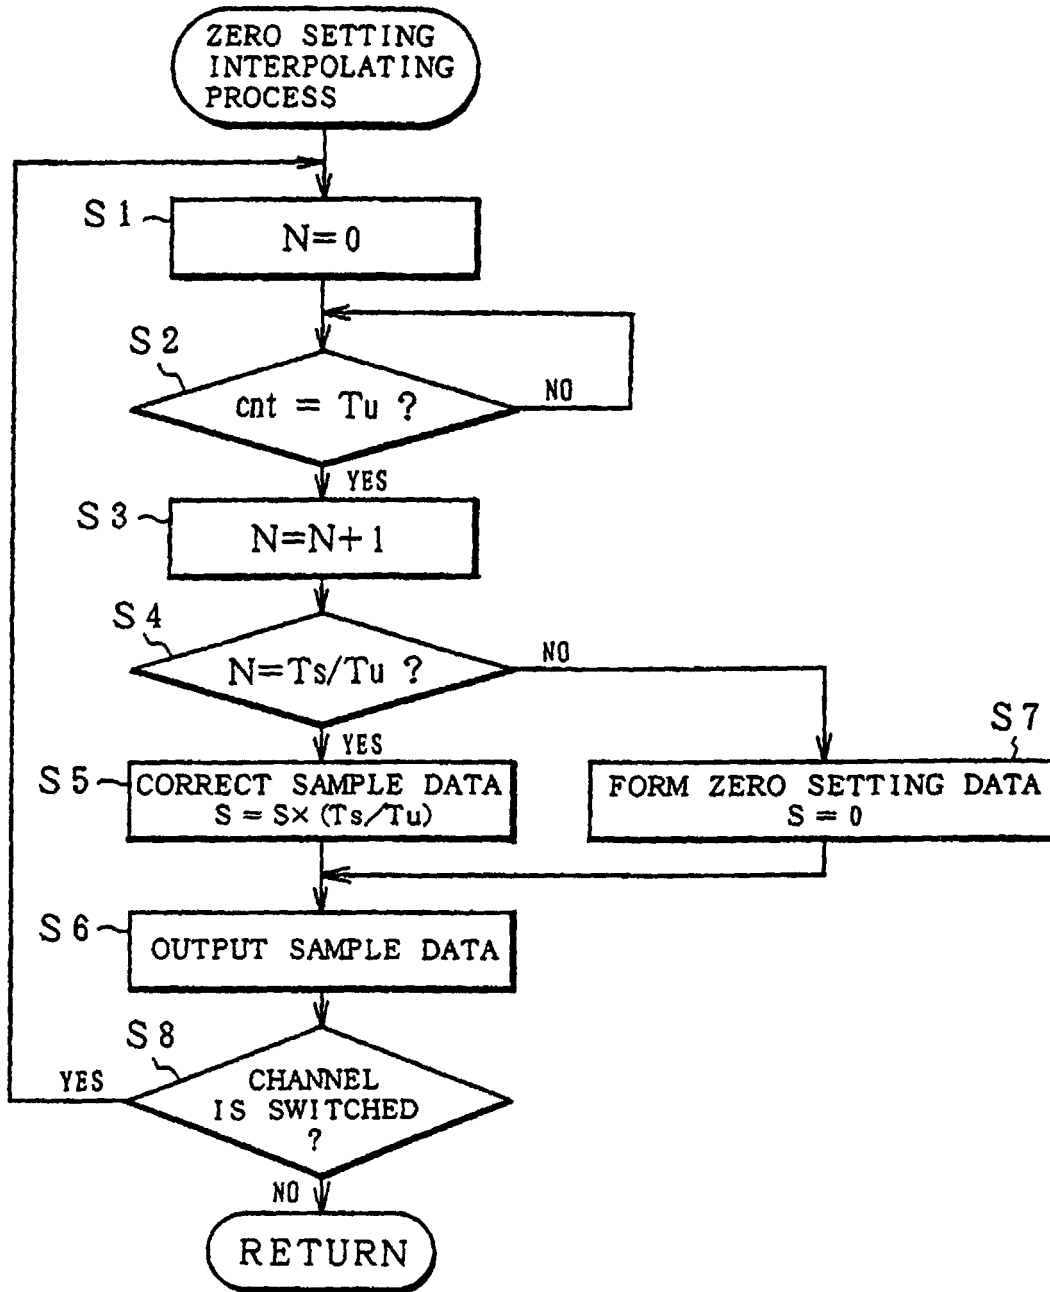 ZERO SETTING
INTERPOLATING
PROCESS
S1
N=0
S2
cnt = Tu ?
NO
YES
S3
N=N+1
S4
N=Ts/Tu ?
NO
YES
S5
CORRECT SAMPLE DATA
S = S× (Ts/Tu)
S7
FORM ZERO SETTING DATA
S = 0
S6
OUTPUT SAMPLE DATA
S8
YES
CHANNEL
IS SWITCHED
?
NO
RETURN